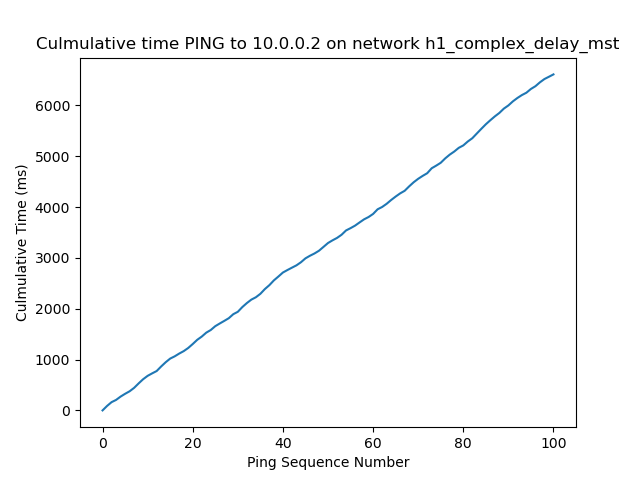 Culmulative time PING to 10.0.0.2 on network h1_complex_delay_mst
6000
5000
4000
3000
2000
1000
0
Culmulative Time (ms)
0 20 40 60 80 100
Ping Sequence Number